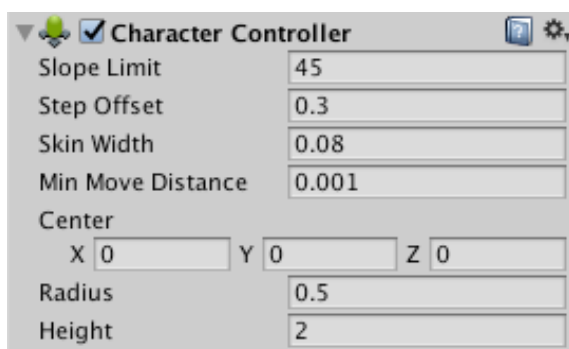 Character Controller
Slope Limit 45
Step Offset 0.3
Skin Width 0.08
Min Move Distance 0.001
Center
X 0 Y 0 Z 0
Radius 0.5
Height 2